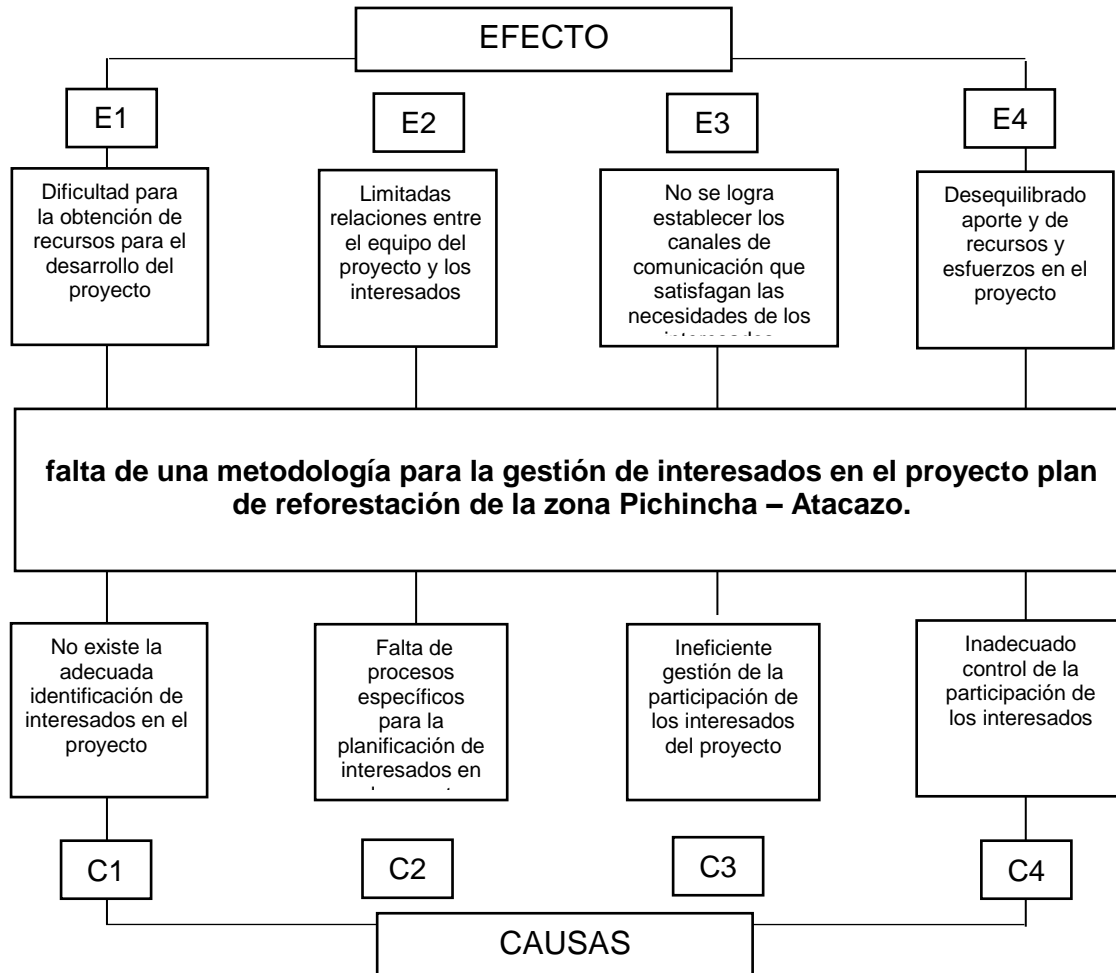 EFECTO
E1
E2
E3
E4
Dificultad para
la obtención de
recursos para el
desarrollo del
proyecto
Limitadas
relaciones entre
el equipo del
proyecto y los
interesados
No se logra
establecer los
canales de
comunicación que
satisfagan las
necesidades de los
Desequilibrado
aporte y de
recursos y
esfuerzos en el
proyecto
falta de una metodología para la gestión de interesados en el proyecto plan
de reforestación de la zona Pichincha – Atacazo.
No existe la
adecuada
identificación de
interesados en el
proyecto
Falta de
procesos
específicos
para la
planificación de
interesados en
Ineficiente
gestión de la
participación de
los interesados
del proyecto
Inadecuado
control de la
participación de
los interesados
C1
C2
C3
C4
CAUSAS